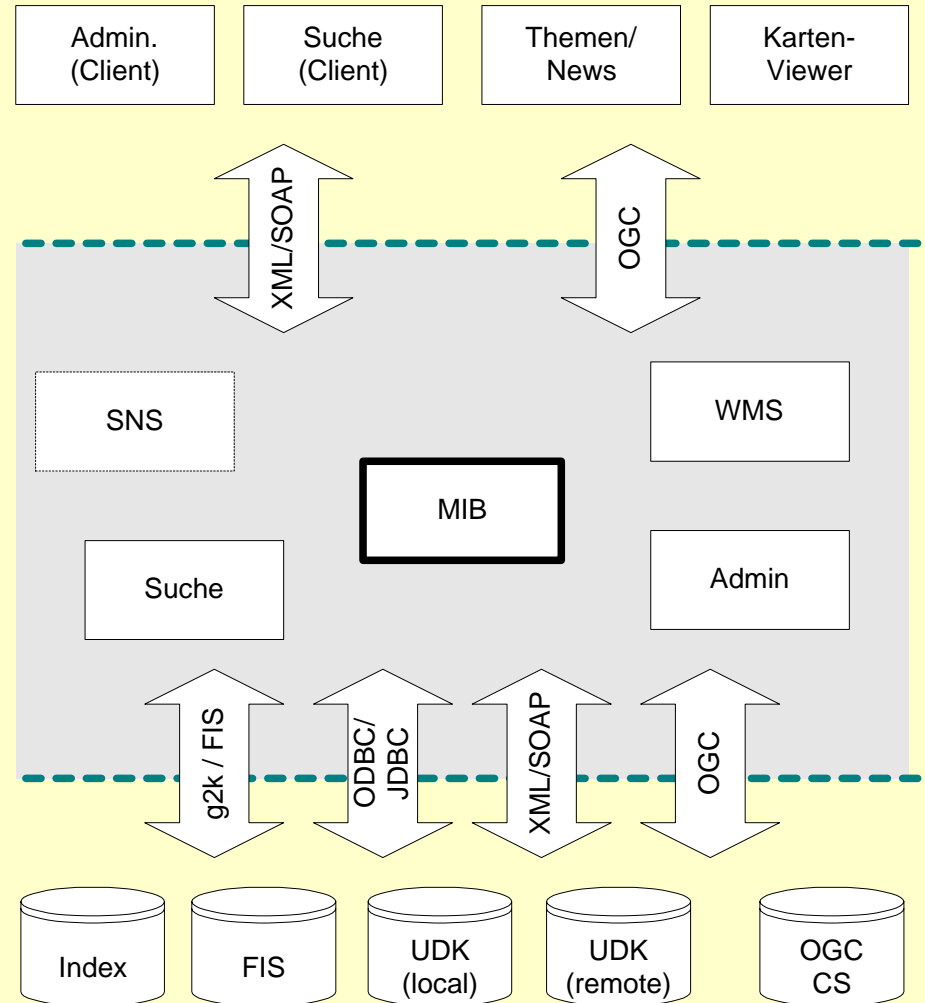 Admin.
(Client)
Suche
(Client)
Themen/
News
Karten-
Viewer
XML/SOAP
OGC
SNS
WMS
MIB
Suche
Admin
g2k / FIS
ODBC/
JDBC
XML/SOAP
OGC
Index
FIS
UDK
(local)
UDK
(remote)
OGC
CS